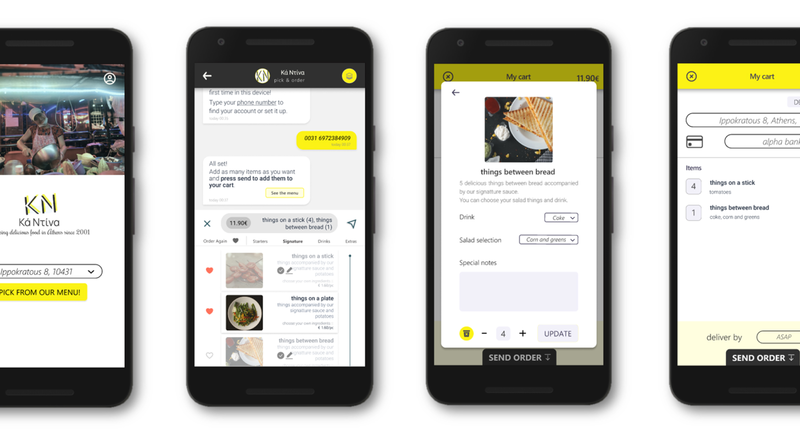 KN
Κά Ντίνα
delicious food in Athens since 2001
Ippokratous 8, 10431
PICK FROM OUR MENU!
KN
Κά Ντίνα
pick & order
first time in this device!
Type your phone number to
find your account or set it up.
0031 6972384909
All set!
Add as many items as you want
and press send to add them to
your cart
See the menu
11.90€
things on a stick (4), things
between bread (1)
Order Again
Starters
Signature
Drinks
Extras
things on a stick
things accompanied by our
signature sauce and
potatoes
things on a plate
things accompanied by our
signature sauce and
potatoes
choose your own ingredients
things between bread
things accompanied by our
signature sauce and
potatoes
My cart
11.90€
things between bread
5 delicious things between bread accompanied
by our signature sauce
You can choose your salad things and drink.
Drink
Coke
Salad selection
Corn and greens
Special notes
4
UPDATE
SEND ORDER
My cart
Ippokratous 8, Athens,
alpha bank
Items
4
things on a stick
tomatoes
1
things between bread
coke, corn and greens
deliver by
ASAP
SEND ORDER